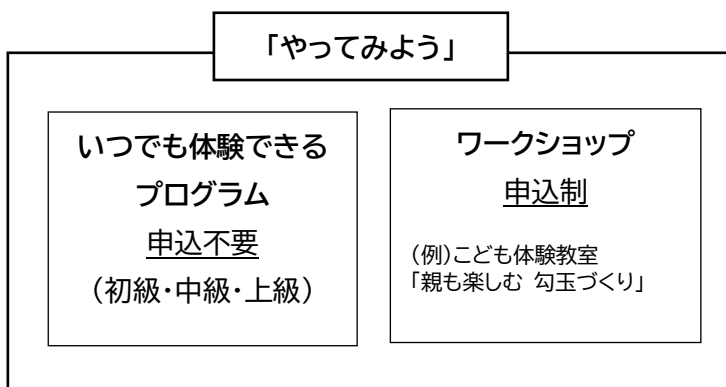 「やってみよう」
いつでも体験できる
プログラム
申込不要
（初級・中級・上級）
ワークショップ
申込制
（例）こども体験教室
「親も楽しむ 勾玉づくり」